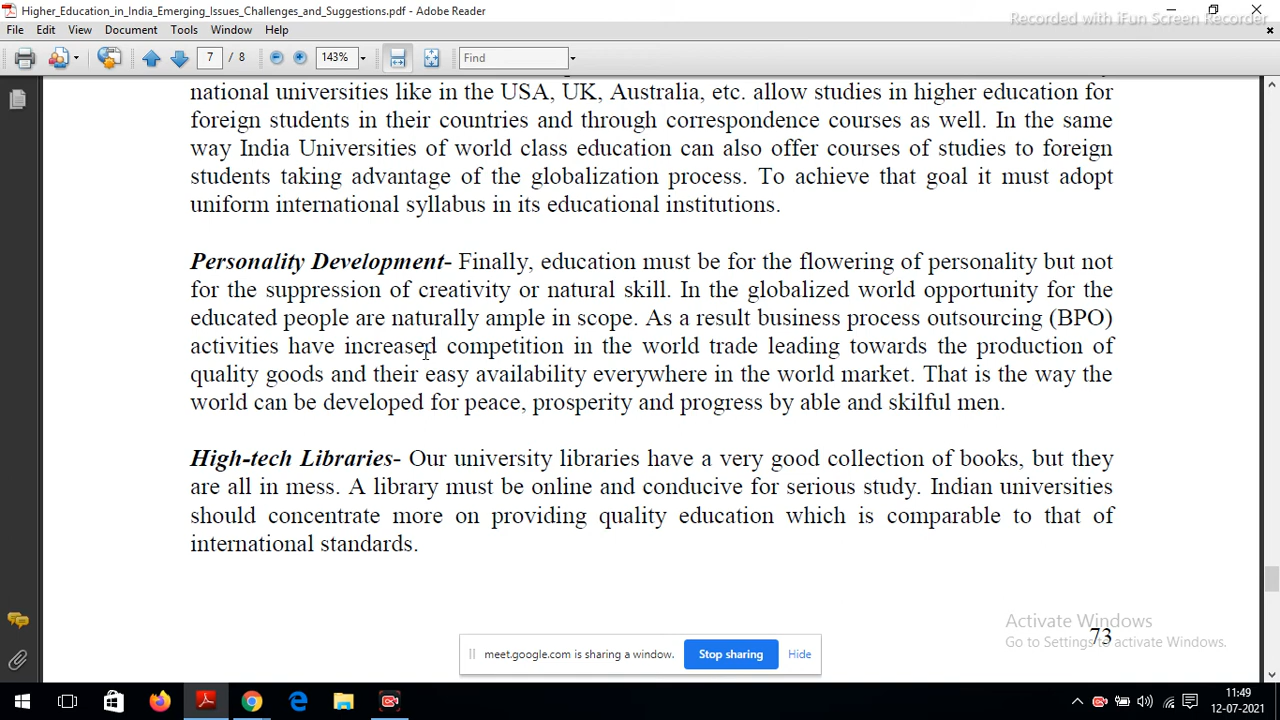 Higher_Education_in_India_Emerging_Issues_Challenges_and_Suggestions.pdf - Adobe Reader
Recorded with iFun Screen Recorder
File Edit View Document Tools Window Help
7 / 8 143% Find
national universities like in the USA, UK, Australia, etc. allow studies in higher education for
foreign students in their countries and through correspondence courses as well. In the same
way India Universities of world class education can also offer courses of studies to foreign
students taking advantage of the globalization process. To achieve that goal it must adopt
uniform international syllabus in its educational institutions.
Personality Development- Finally, education must be for the flowering of personality but not
for the suppression of creativity or natural skill. In the globalized world opportunity for the
educated people are naturally ample in scope. As a result business process outsourcing (BPO)
activities have increased competition in the world trade leading towards the production of
quality goods and their easy availability everywhere in the world market. That is the way the
world can be developed for peace, prosperity and progress by able and skilful men.
High-tech Libraries- Our university libraries have a very good collection of books, but they
are all in mess. A library must be online and conducive for serious study. Indian universities
should concentrate more on providing quality education which is comparable to that of
international standards.
73
Activate Windows
Go to Settings to activate Windows.
meet.google.com is sharing a window. Stop sharing Hide
11:49
12-07-2021